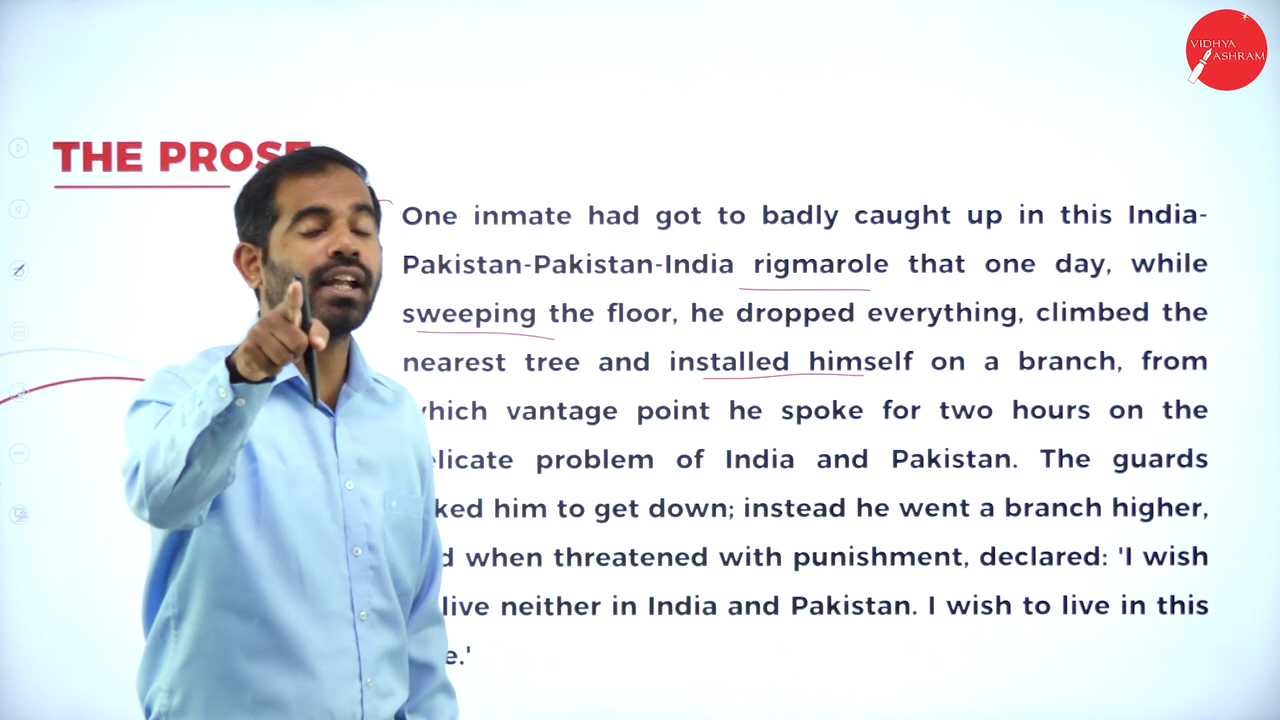 VIDHYA
ASHRAM
THE PROSE
One inmate had got to badly caught up in this India-
Pakistan-Pakistan-India rigmarole that one day, while
sweeping the floor, he dropped everything, climbed the
nearest tree and installed himself on a branch, from
which vantage point he spoke for two hours on the
delicate problem of India and Pakistan. The guards
him to get down; instead he went a branch higher,
when threatened with punishment, declared: 'I wish
live neither in India and Pakistan. I wish to live in this